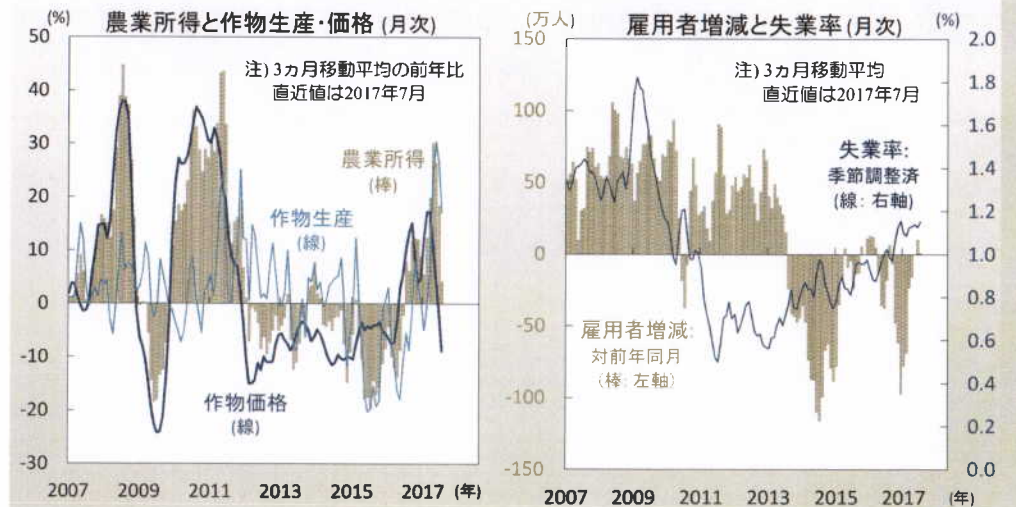 農業所得と作物生産・価格 (月次)
(%)
50
40
30
20
10
0
-10
-20
-30
注) 3ヵ月移動平均の前年比
直近値は2017年7月
農業所得
(棒)
作物生産
(線)
作物価格
(線)
2007 2009 2011 2013 2015 2017 (年)
雇用者増減と失業率 (月次)
(万人)
150
100
50
0
-50
-100
-150
(%)
2.0
1.8
1.6
1.4
1.2
1.0
0.8
0.6
0.4
0.2
0.0
注) 3ヵ月移動平均
直近値は2017年7月
失業率:
季節調整済
(線: 右軸)
雇用者増減:
対前年同月
(棒: 左軸)
2007 2009 2011 2013 2015 2017 (年)